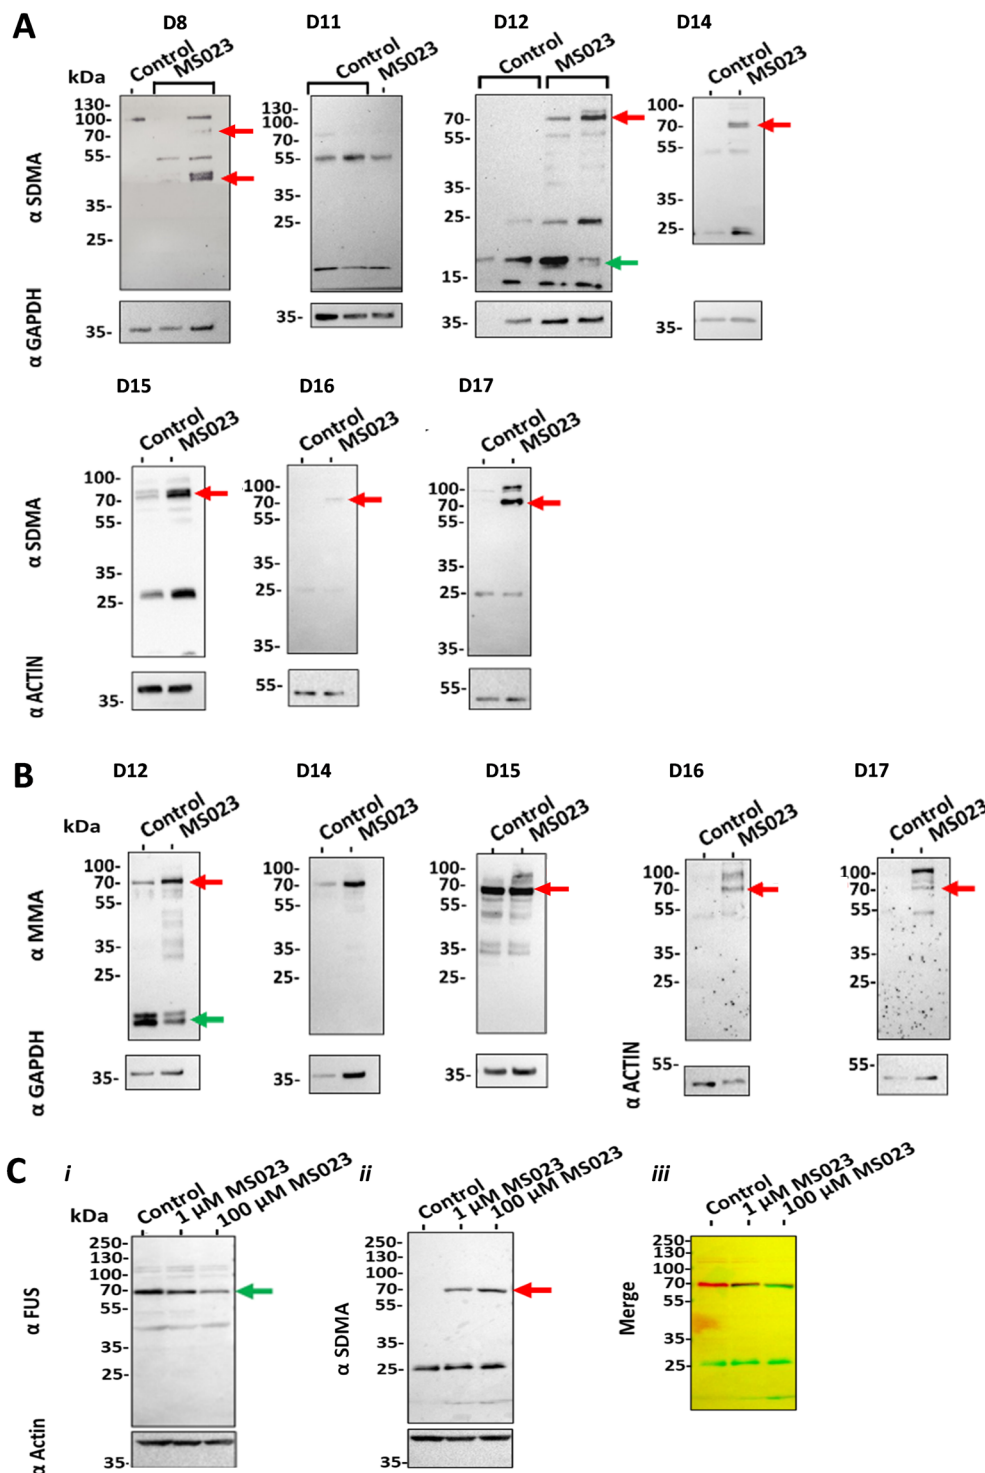 A
D8
D11
D12
D14
Control
MS023
Control
MS023
Control
MS023
Control
MS023
kDa
α SDMA
130-
100-
70-
55-
35-
25-
130-
100-
70-
55-
35-
25-
70-
55-
35-
25-
15-
100-
70-
55-
35-
25-
α GAPDH
35-
35-
35-
35-
D15
D16
D17
Control
MS023
Control
MS023
Control
MS023
α SDMA
100-
70-
55-
35-
25-
100-
70-
55-
35-
25-
35-
100-
70-
55-
35-
25-
35-
α ACTIN
35-
55-
55-
B
D12
D14
D15
D16
D17
kDa
Control
MS023
Control
MS023
Control
MS023
Control
MS023
Control
MS023
α MMA
100-
70-
55-
35-
25-
100-
70-
55-
35-
25-
100-
70-
55-
35-
25-
100-
70-
55-
35-
25-
100-
70-
55-
35-
25-
α GAPDH
35-
35-
35-
α ACTIN
55-
55-
C
i
ii
iii
kDa
Control
1 μM MS023
100 μM MS023
Control
1 μM MS023
100 μM MS023
Control
1 μM MS023
100 μM MS023
α FUS
250-
130-
100-
70-
55-
35-
25-
α SDMA
250-
130-
100-
70-
55-
35-
25-
Merge
250-
130-
100-
70-
55-
35-
25-
α Actin
35-
35-